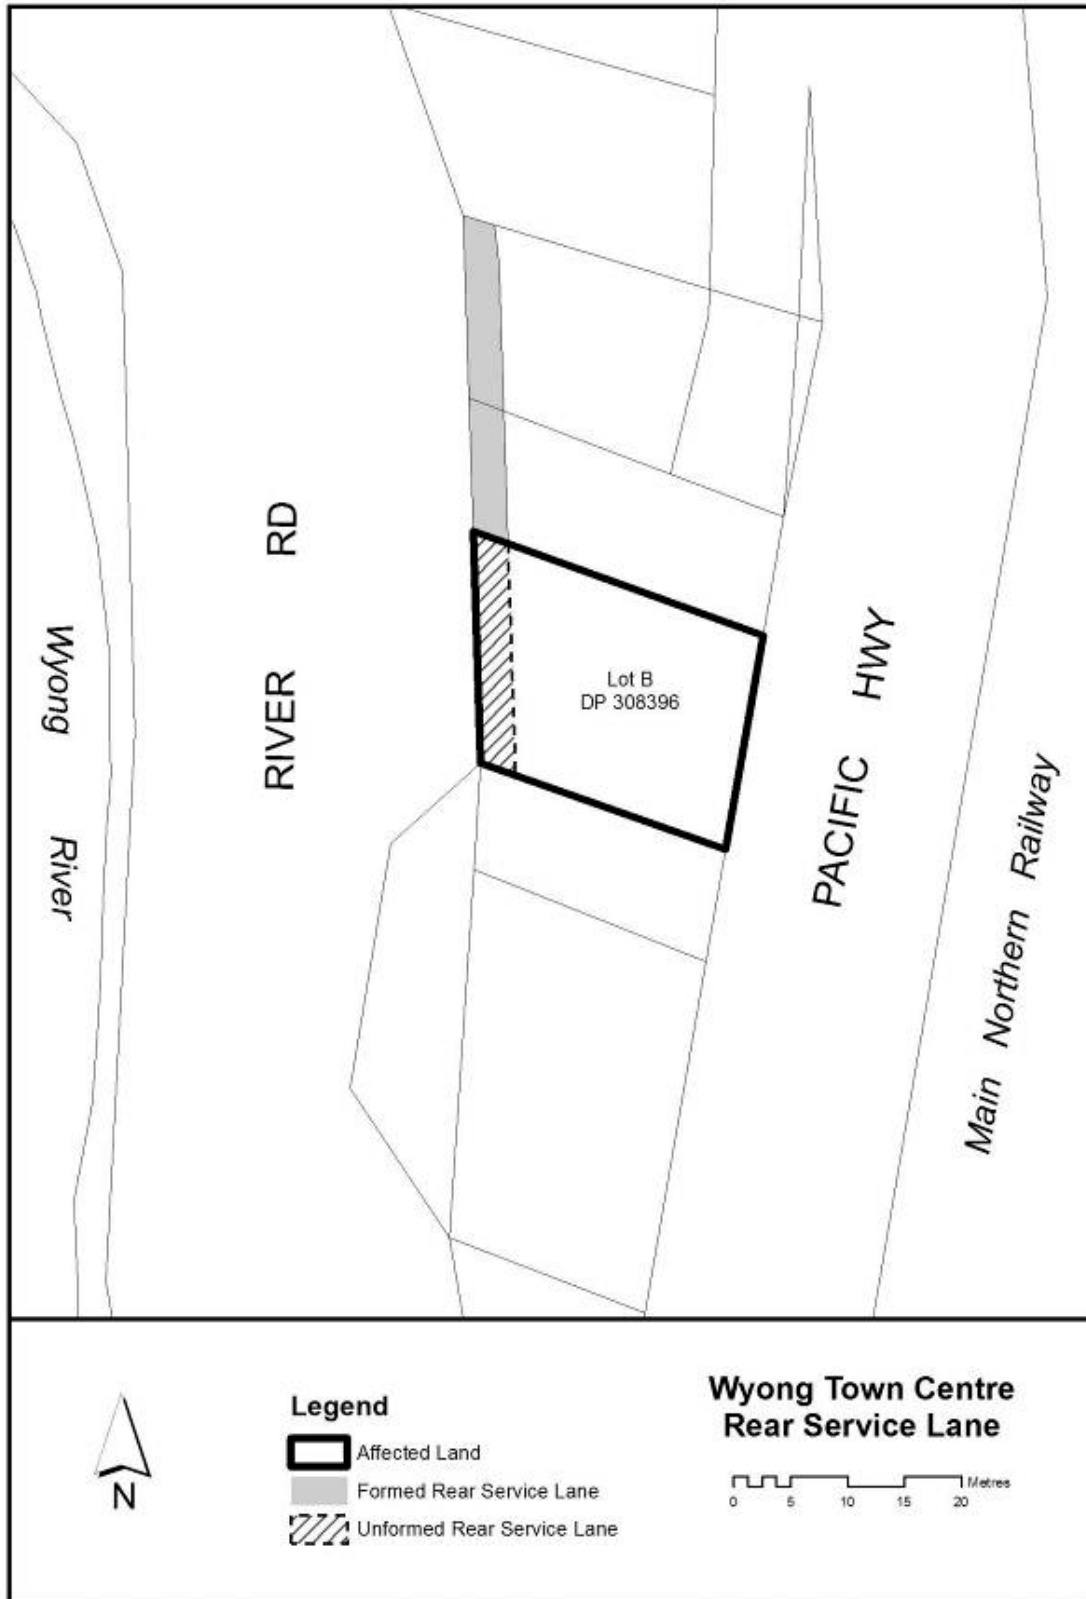 RIVER RD
Wyong River
Lot B
DP 308396
PACIFIC HWY
Main Northern Railway
N
Legend
Affected Land
Formed Rear Service Lane
Unformed Rear Service Lane
Wyong Town Centre
Rear Service Lane
Metres
0 5 10 15 20